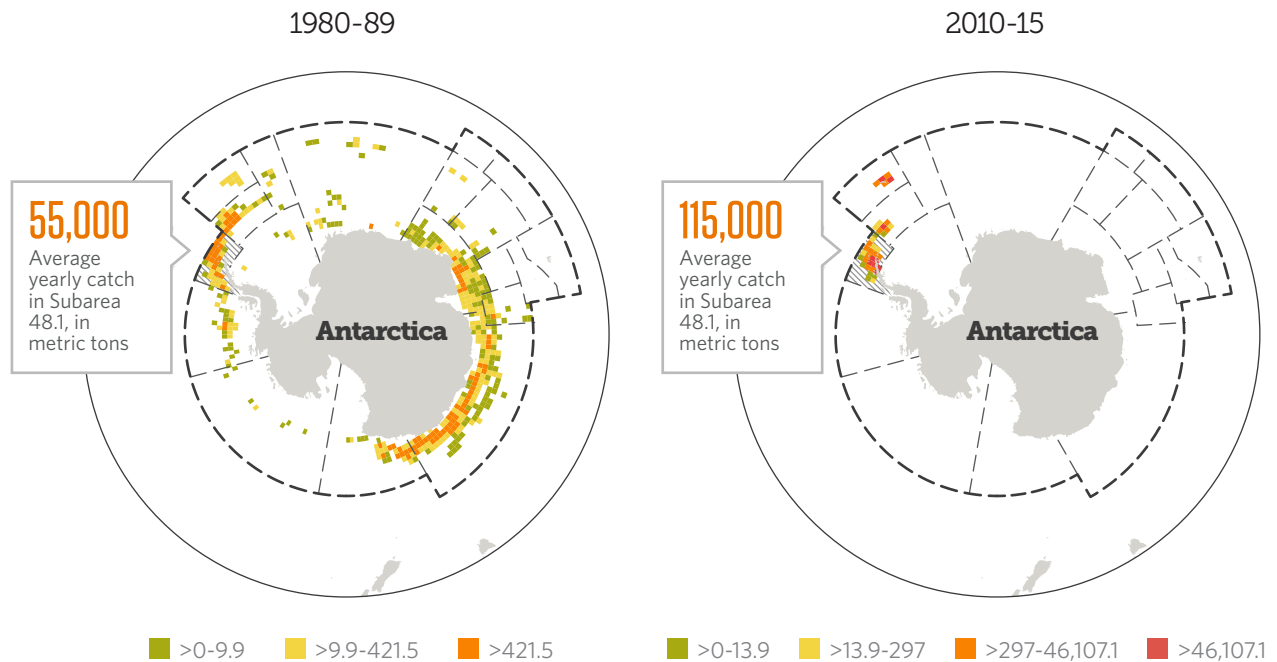 1980-89
55,000
Average
yearly catch
in Subarea
48.1, in
metric tons
Antarctica
>0-9.9
>9.9-421.5
>421.5
2010-15
115,000
Average
yearly catch
in Subarea
48.1, in
metric tons
Antarctica
>0-13.9
>13.9-297
>297-46,107.1
>46,107.1